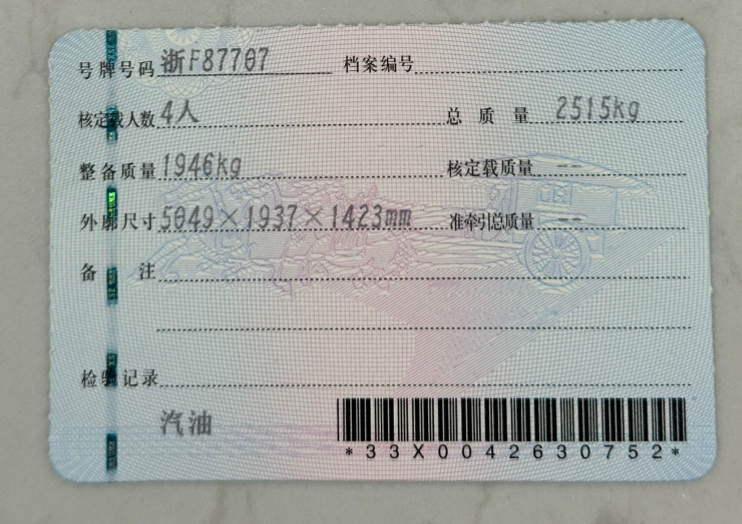 号牌号码 浙F87707 档案编号
核定载人数 4人 总质量 2515kg
整备质量 1946kg 核定载质量 --
外廓尺寸 5049×1937×1423mm 准牵引总质量 --
备注
检验记录
汽油
*33X0042630752*